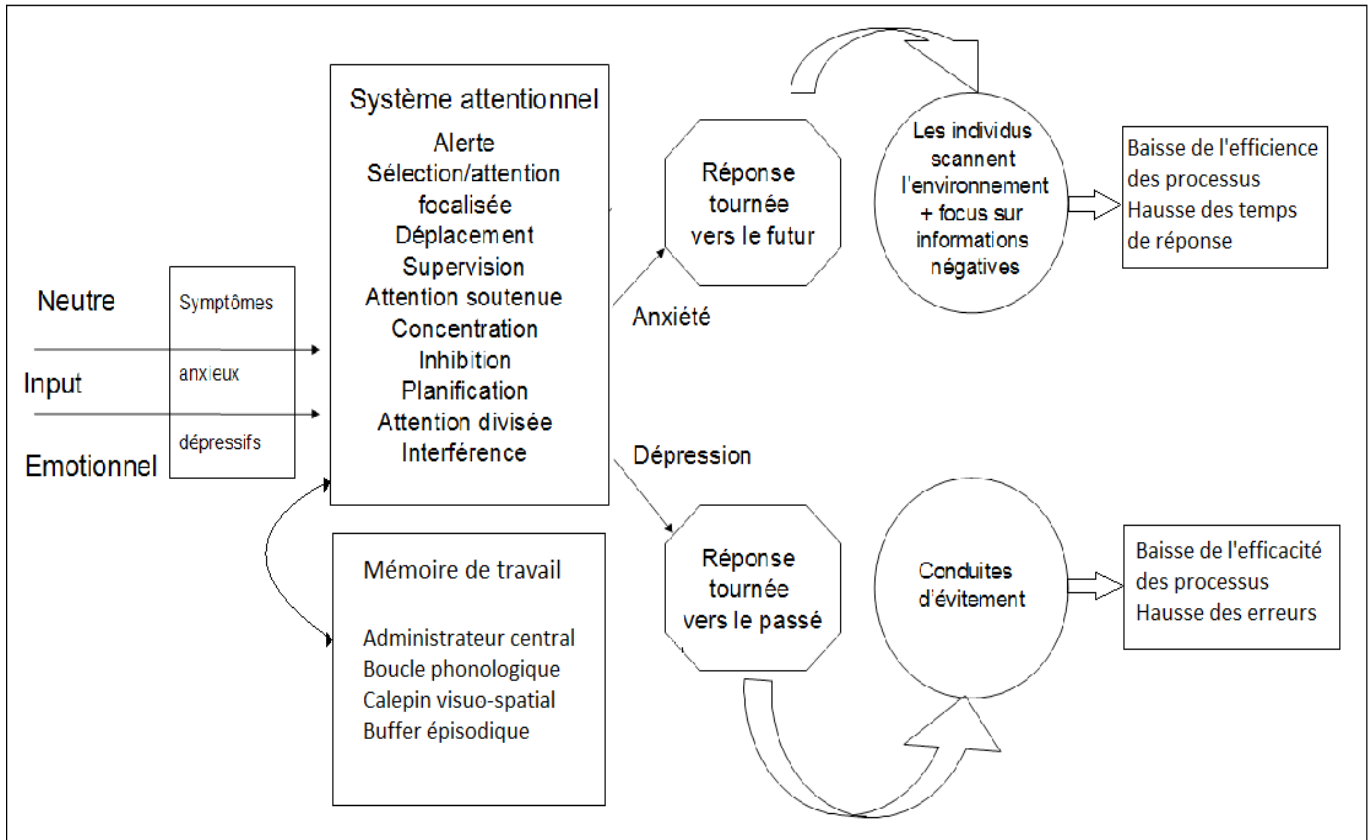 Neutre
Input
Emotionnel
Symptômes
anxieux
dépressifs
Système attentionnel
Alerte
Sélection/attention
focalisée
Déplacement
Supervision
Attention soutenue
Concentration
Inhibition
Planification
Attention divisée
Interférence
Mémoire de travail
Administrateur central
Boucle phonologique
Calepin visuo-spatial
Buffer épisodique
Anxiété
Réponse
tournée
vers le futur
Les individus
scannent
l'environnement
+ focus sur
informations
négatives
Baisse de l'efficience
des processus
Hausse des temps
de réponse
Dépression
Réponse
tournée
vers le passé
Conduites
d'évitement
Baisse de l'efficacité
des processus
Hausse des erreurs